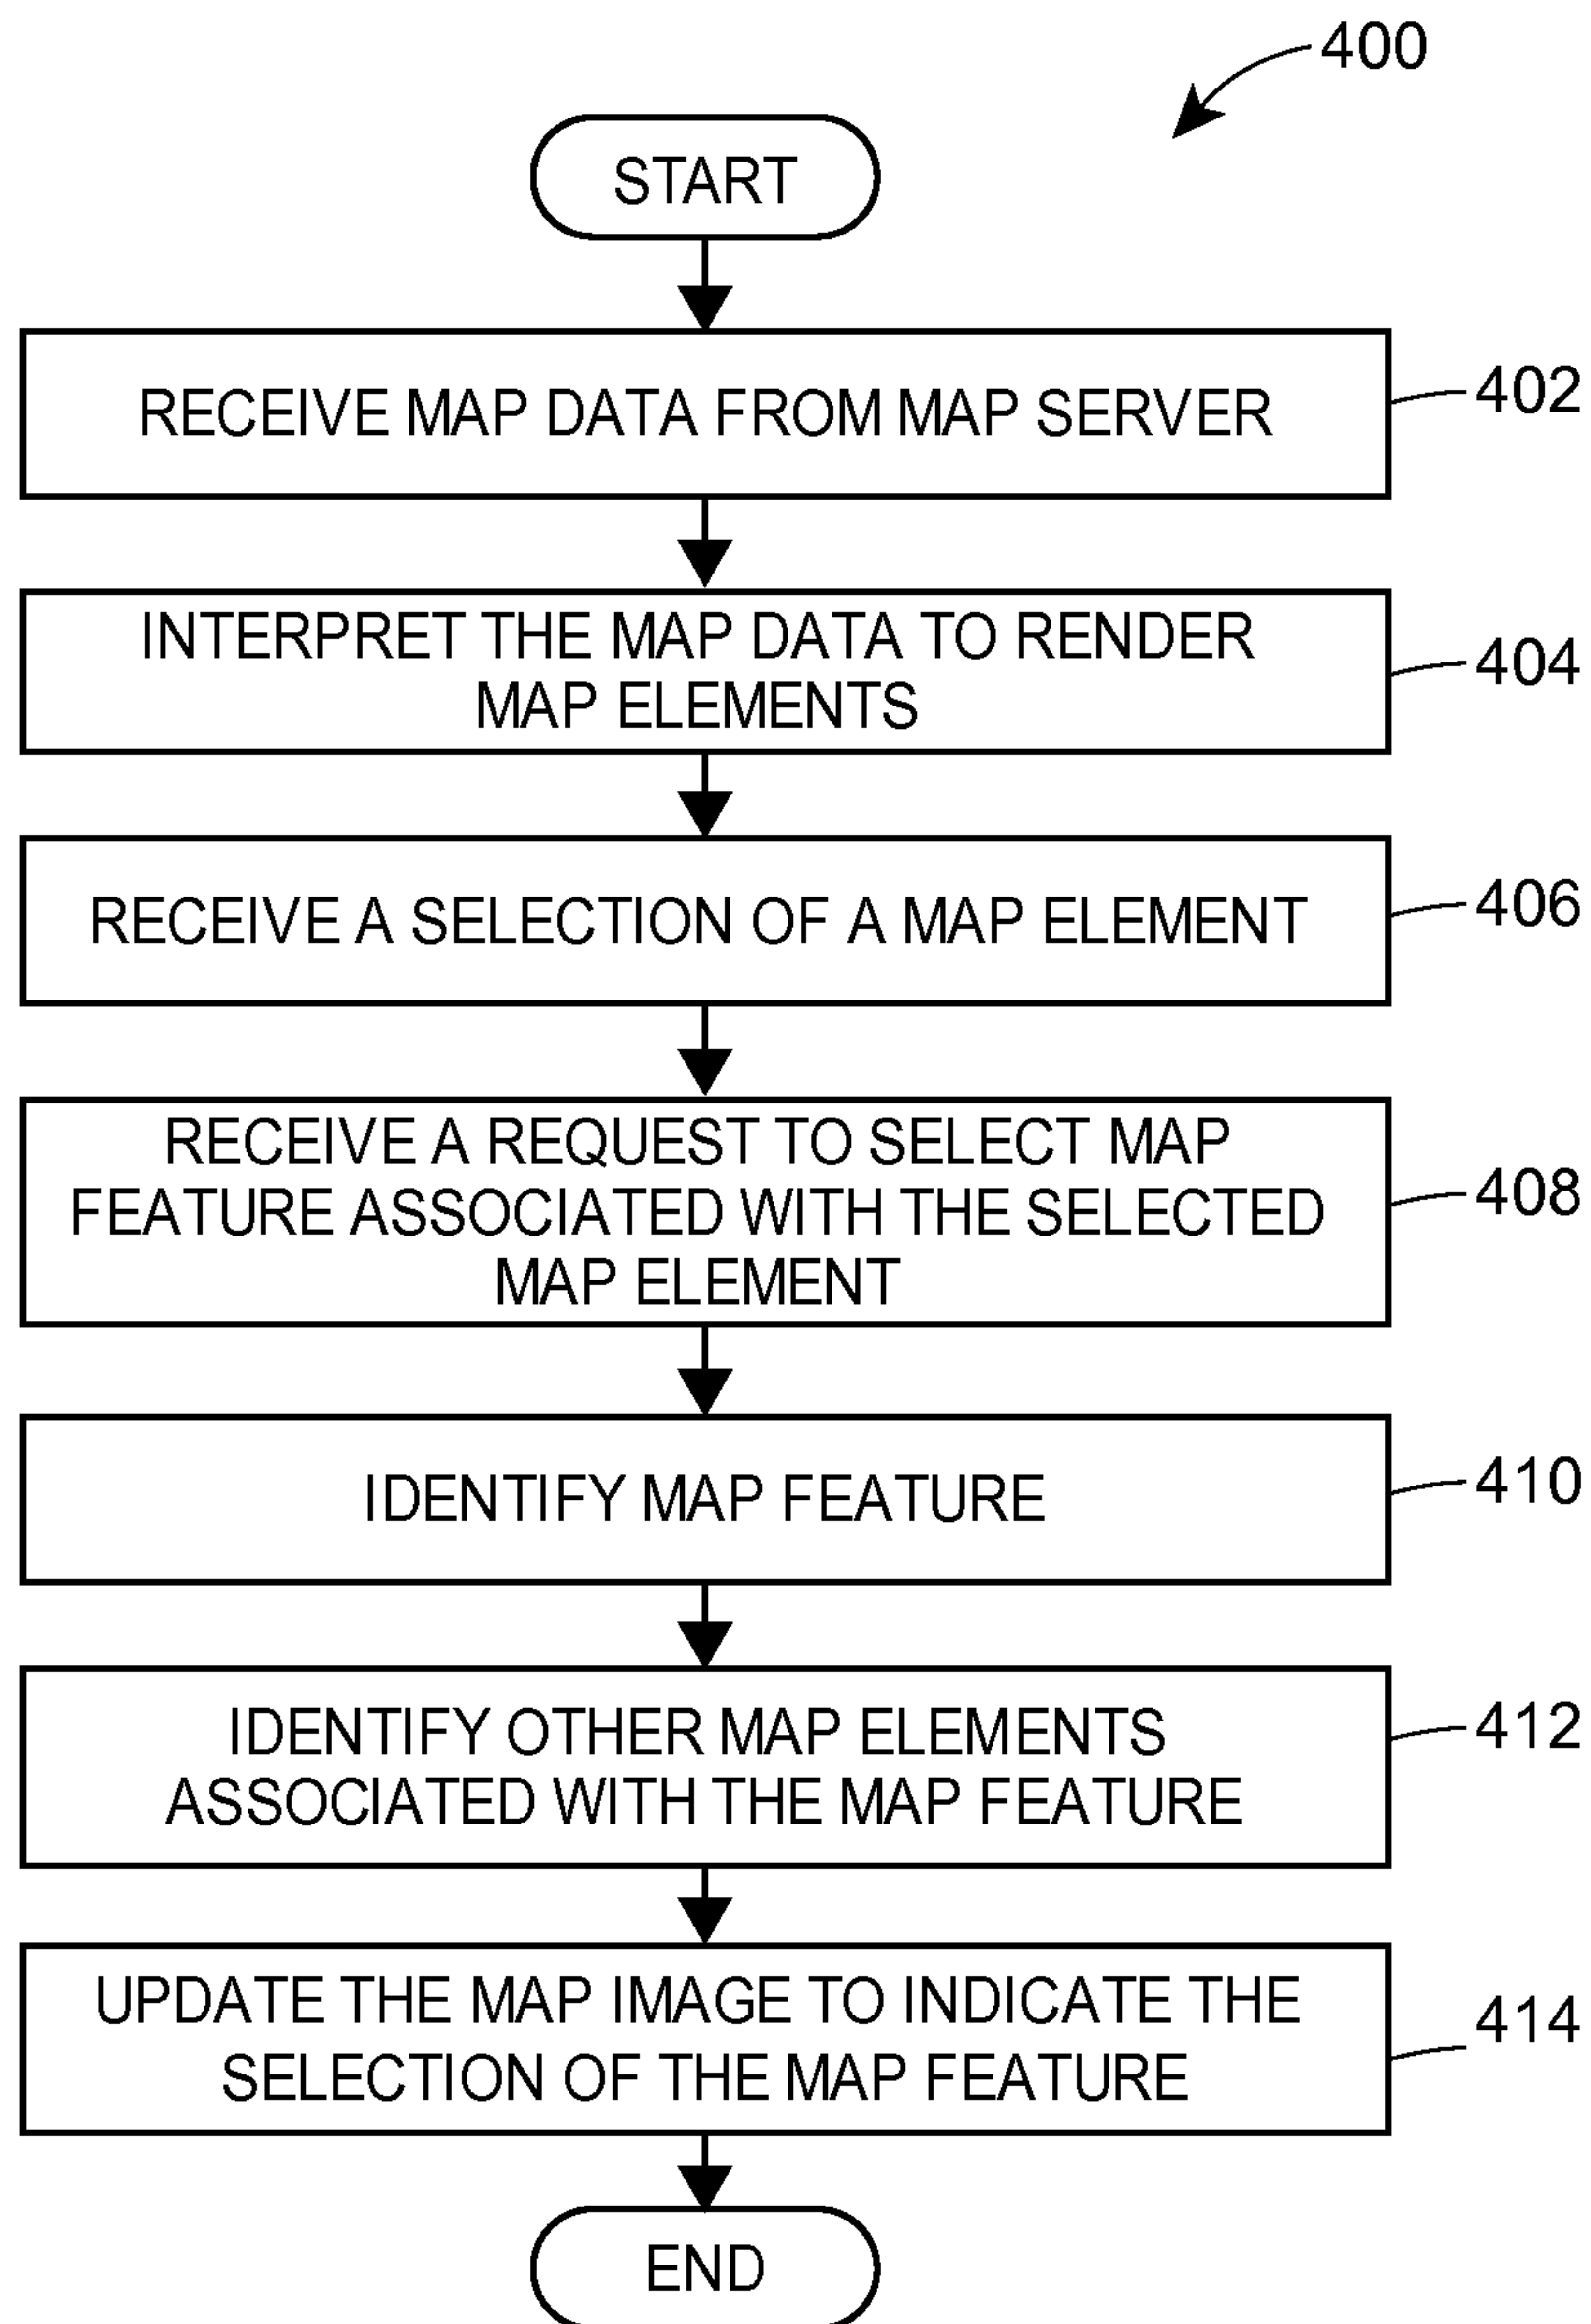 400
START
RECEIVE MAP DATA FROM MAP SERVER
402
INTERPRET THE MAP DATA TO RENDER
MAP ELEMENTS
404
RECEIVE A SELECTION OF A MAP ELEMENT
406
RECEIVE A REQUEST TO SELECT MAP
FEATURE ASSOCIATED WITH THE SELECTED
MAP ELEMENT
408
IDENTIFY MAP FEATURE
410
IDENTIFY OTHER MAP ELEMENTS
ASSOCIATED WITH THE MAP FEATURE
412
UPDATE THE MAP IMAGE TO INDICATE THE
SELECTION OF THE MAP FEATURE
414
END